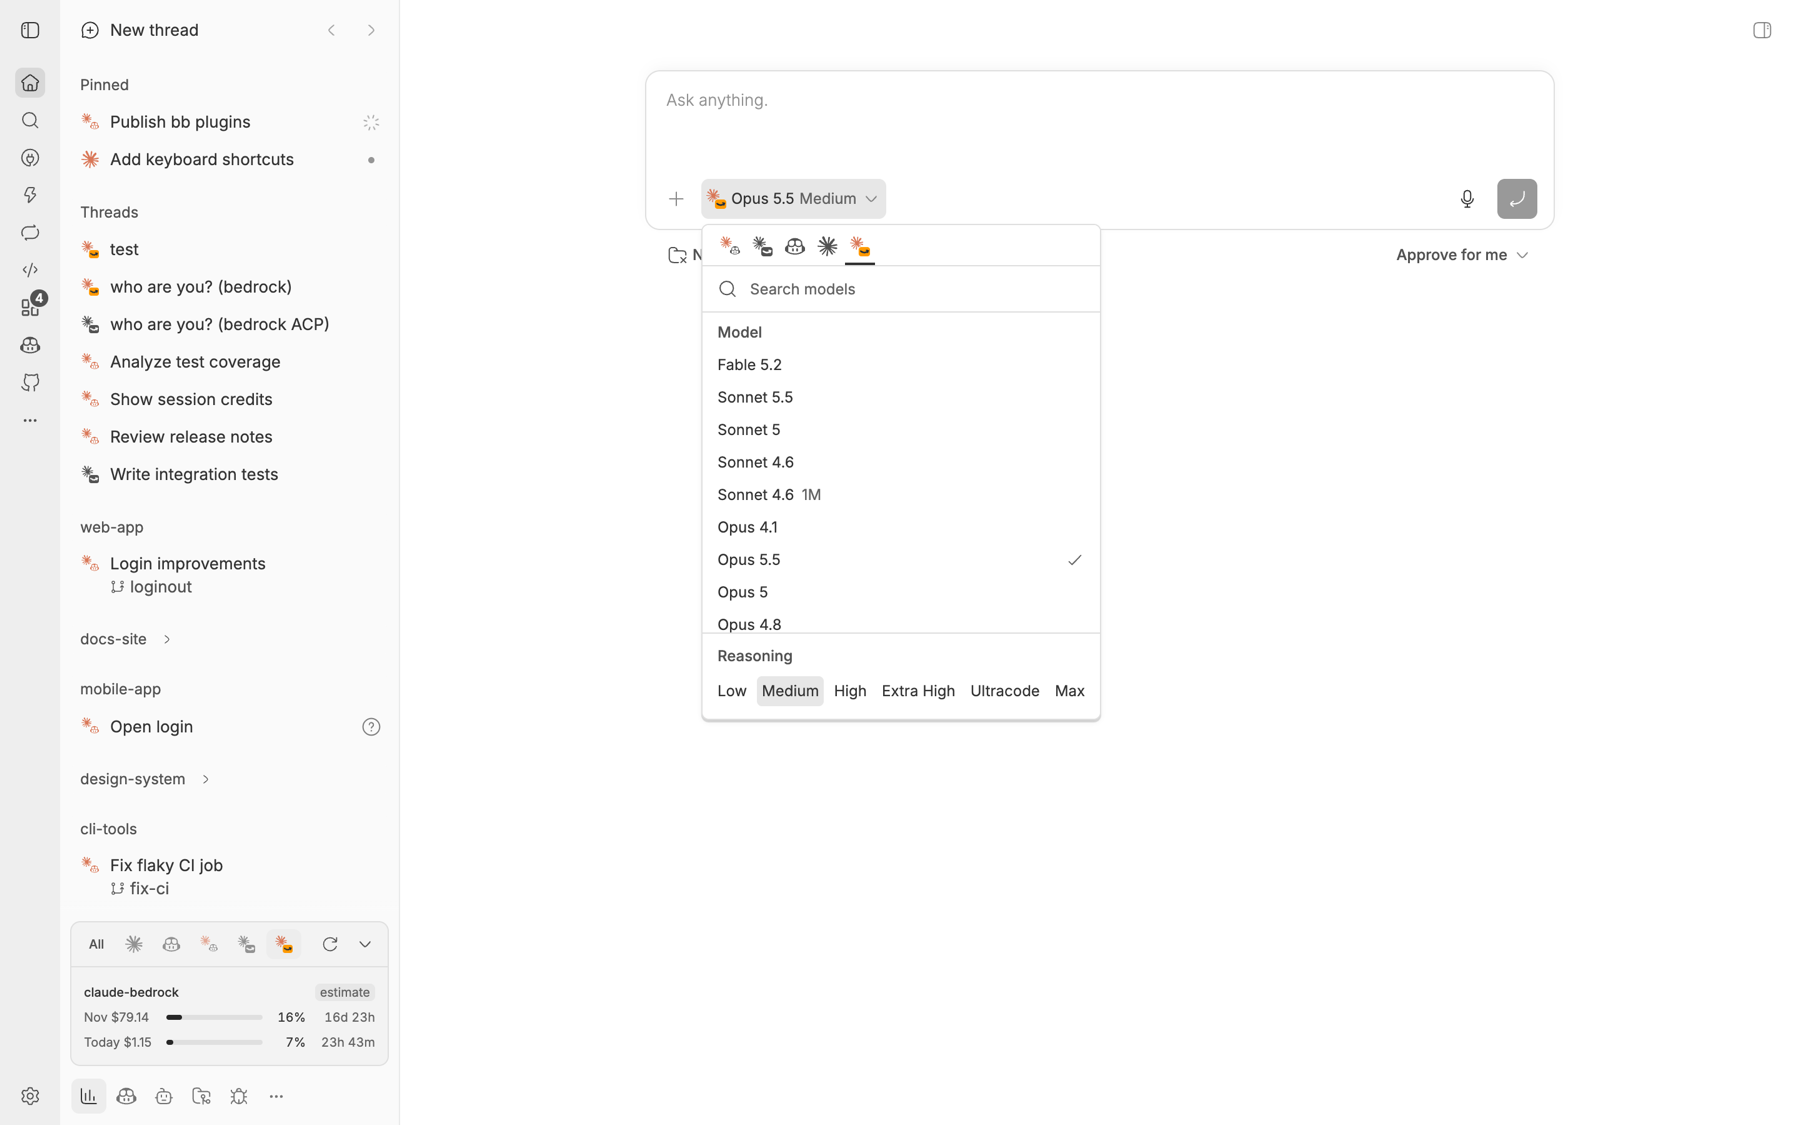 New thread
Pinned
Publish bb plugins
Add keyboard shortcuts
Threads
test
who are you? (bedrock)
who are you? (bedrock ACP)
Analyze test coverage
Show session credits
Review release notes
Write integration tests
web-app
Login improvements
loginout
docs-site
mobile-app
Open login
design-system
cli-tools
Fix flaky CI job
fix-ci
4
All
claude-bedrock estimate
Nov $79.14 16% 16d 23h
Today $1.15 7% 23h 43m
Ask anything.
Opus 5.5 Medium
N
Approve for me
Search models
Model
Fable 5.2
Sonnet 5.5
Sonnet 5
Sonnet 4.6
Sonnet 4.6 1M
Opus 4.1
Opus 5.5
Opus 5
Opus 4.8
Reasoning
Low Medium High Extra High Ultracode Max